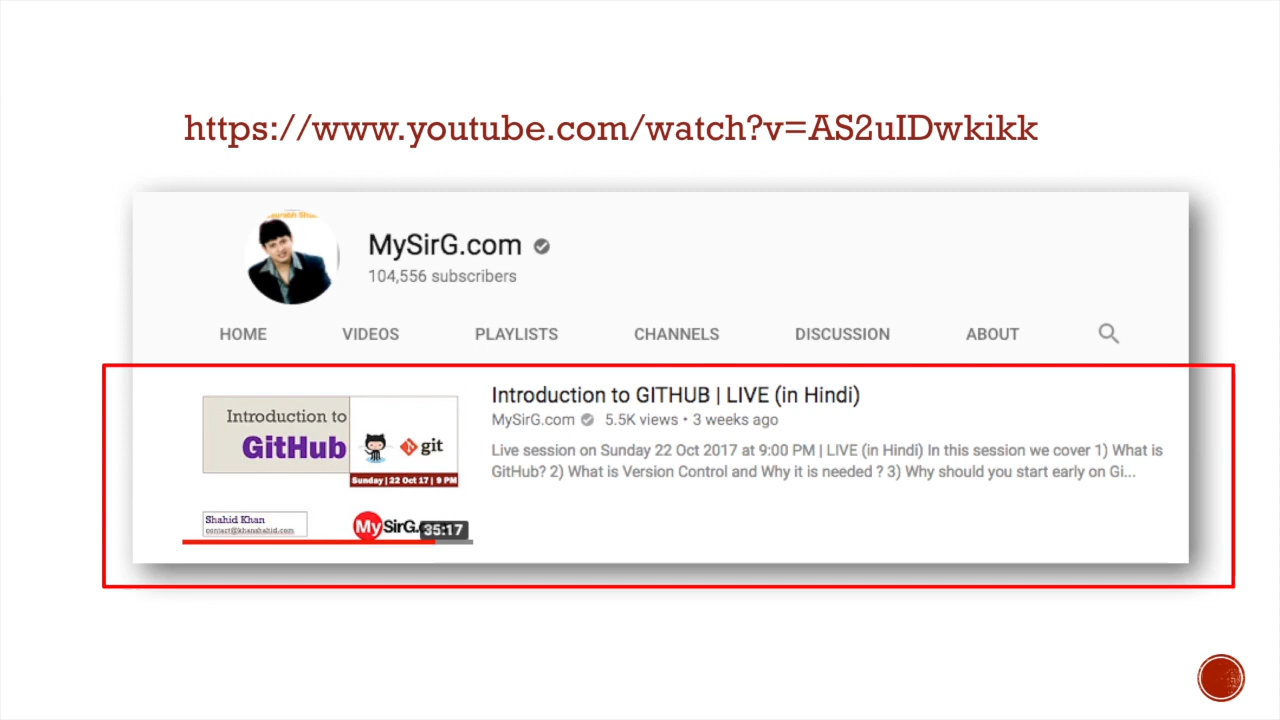 https://www.youtube.com/watch?v=AS2uIDwkikk
MySirG.com
104,556 subscribers
HOME VIDEOS PLAYLISTS CHANNELS DISCUSSION ABOUT
Introduction to GITHUB | LIVE (in Hindi)
MySirG.com 5.5K views • 3 weeks ago
Live session on Sunday 22 Oct 2017 at 9:00 PM | LIVE (in Hindi) In this session we cover 1) What is
GitHub? 2) What is Version Control and Why it is needed ? 3) Why should you start early on Gi...
Introduction to
GitHub
git
Sunday | 22 Oct 17 | 9 PM
Shahid Khan
contact@khanshahid.com
MySirG.
35:17